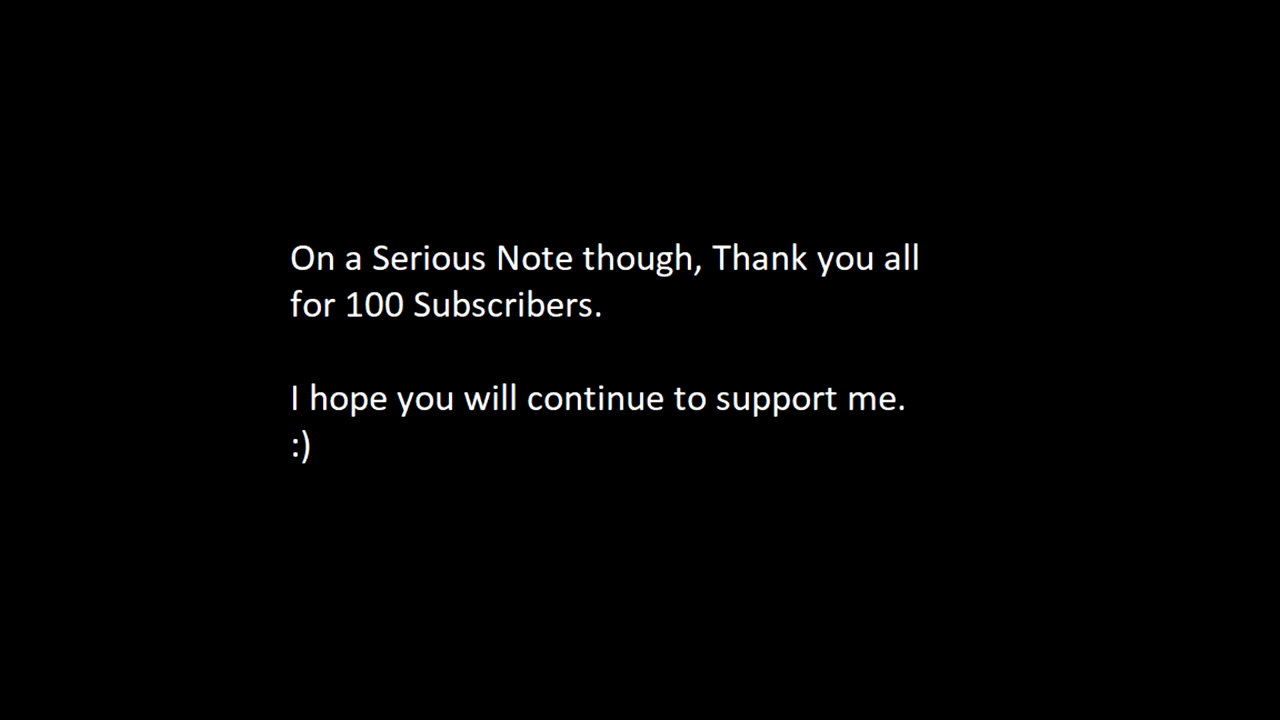 On a Serious Note though, Thank you all
for 100 Subscribers.
I hope you will continue to support me.
:)